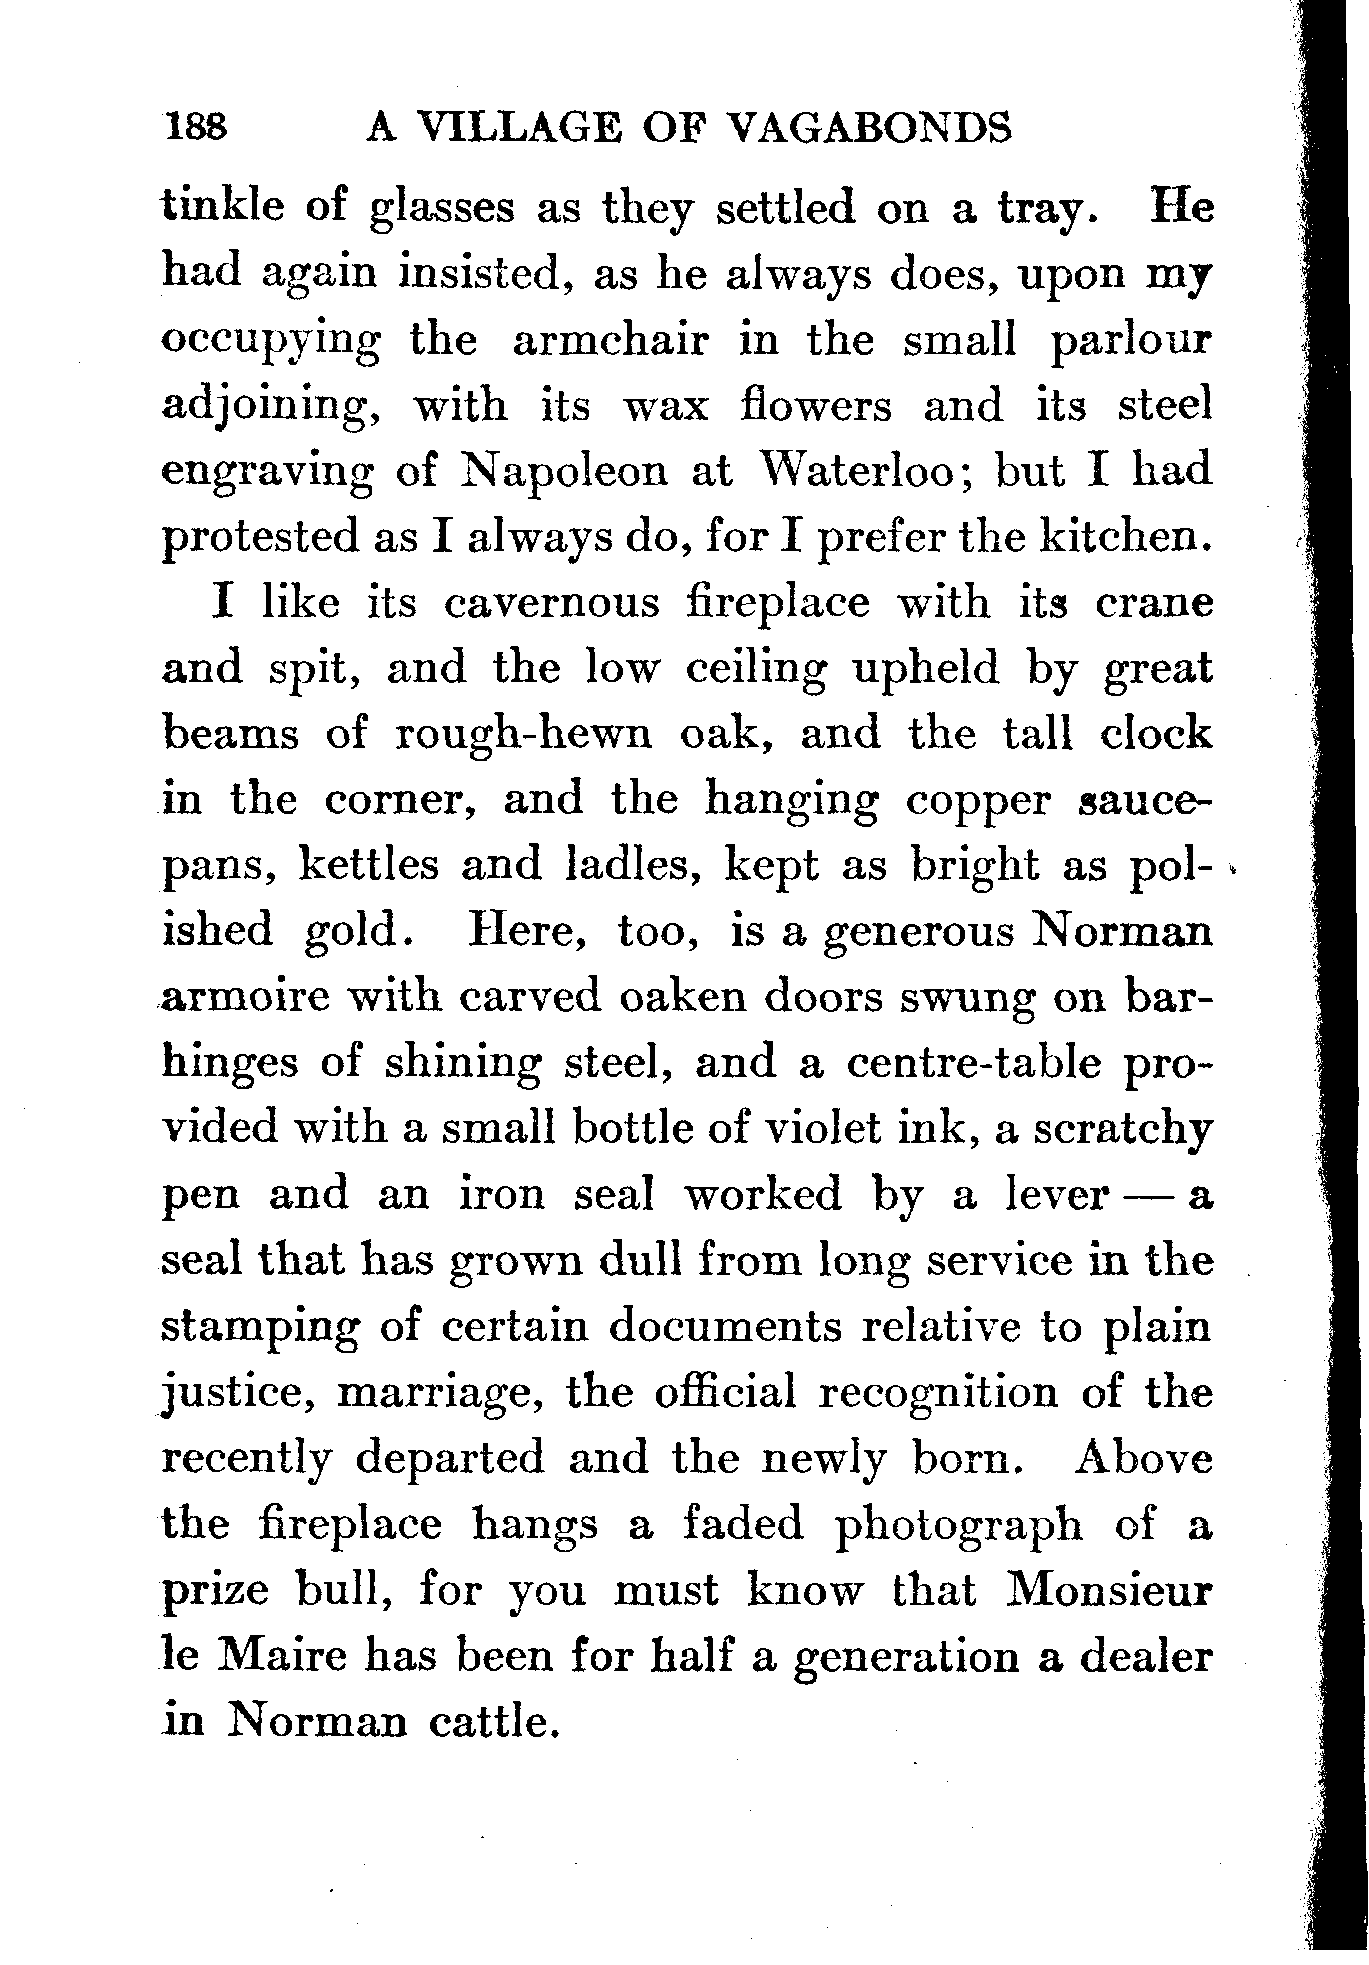 188 A VILLAGE OF VAGABONDS
tinkle of glasses as they settled on a tray. He
had again insisted, as he always does, upon my
occupying the armchair in the small parlour
adjoining, with its wax flowers and its steel
engraving of Napoleon at Waterloo; but I had
protested as I always do, for I prefer the kitchen.
I like its cavernous fireplace with its crane
and spit, and the low ceiling upheld by great
beams of rough-hewn oak, and the tall clock
in the corner, and the hanging copper sauce-
pans, kettles and ladles, kept as bright as pol-
ished gold. Here, too, is a generous Norman
armoire with carved oaken doors swung on bar-
hinges of shining steel, and a centre-table pro-
vided with a small bottle of violet ink, a scratchy
pen and an iron seal worked by a lever — a
seal that has grown dull from long service in the
stamping of certain documents relative to plain
justice, marriage, the official recognition of the
recently departed and the newly born. Above
the fireplace hangs a faded photograph of a
prize bull, for you must know that Monsieur
le Maire has been for half a generation a dealer
in Norman cattle.